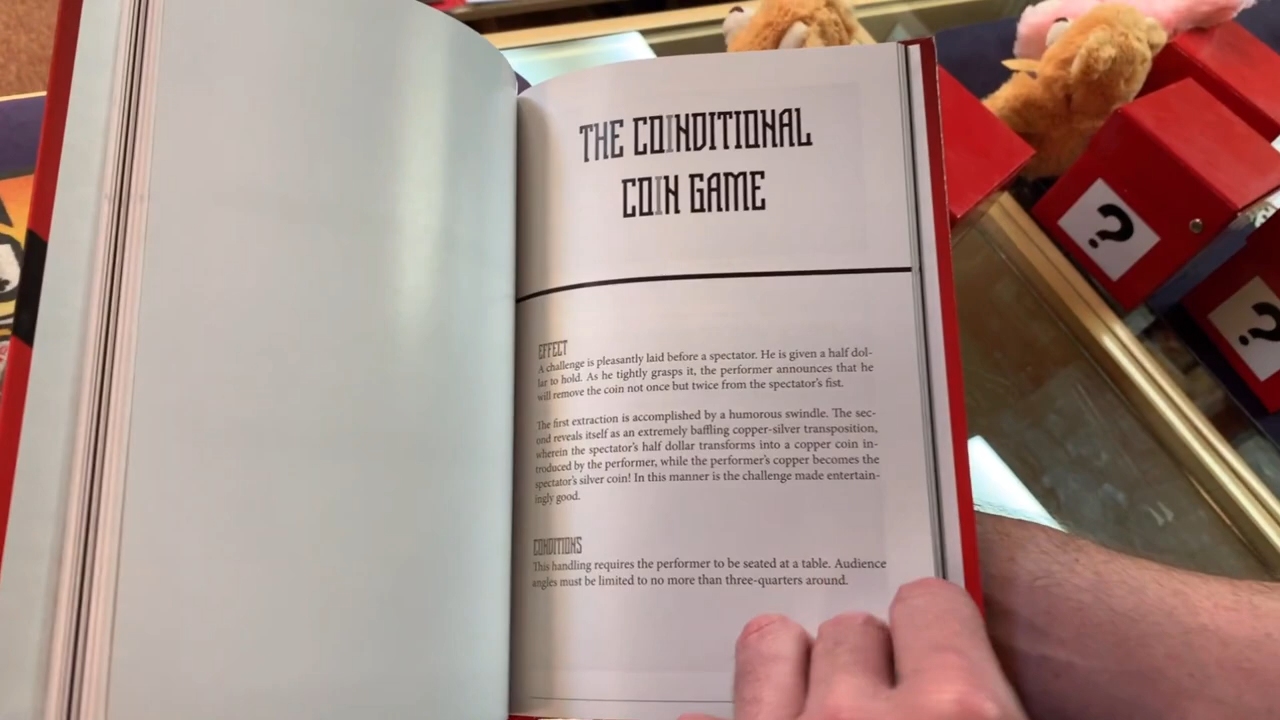 THE COINDITIONAL
COIN GAME
EFFECT
A challenge is pleasantly laid before a spectator. He is given a half dol-
lar to hold. As he tightly grasps it, the performer announces that he
will remove the coin not once but twice from the spectator's fist.
The first extraction is accomplished by a humorous swindle. The sec-
ond reveals itself as an extremely baffling copper-silver transposition,
wherein the spectator's half dollar transforms into a copper coin in-
troduced by the performer, while the performer's copper becomes the
spectator's silver coin! In this manner is the challenge made entertain-
ingly good.
CONDITIONS
This handling requires the performer to be seated at a table. Audience
angles must be limited to no more than three-quarters around.
?
?